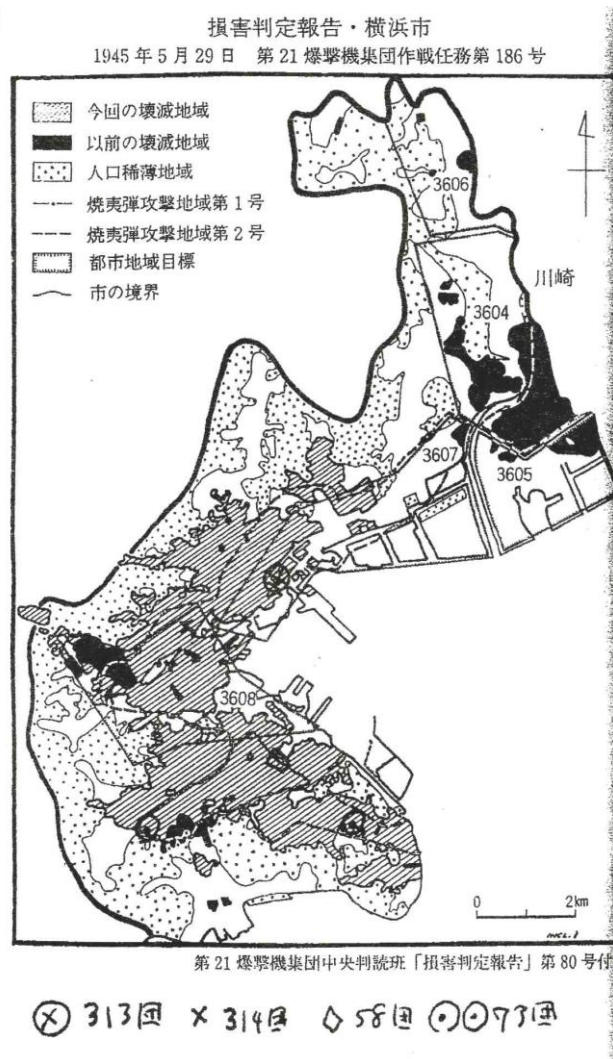 損害判定報告・横浜市
1945年5月29日 第21爆撃機集団作戦任務第186号
今回の壊滅地域
以前の壊滅地域
人口稀薄地域
焼夷弾攻撃地域第1号
焼夷弾攻撃地域第2号
都市地域目標
市の境界
3606
川崎
3604
3607
3605
3608
0 2km
第21爆撃機集団中央判読班「損害判定報告」第80号付
313団 × 314団 ◇ 58団 ⊙⊙73団